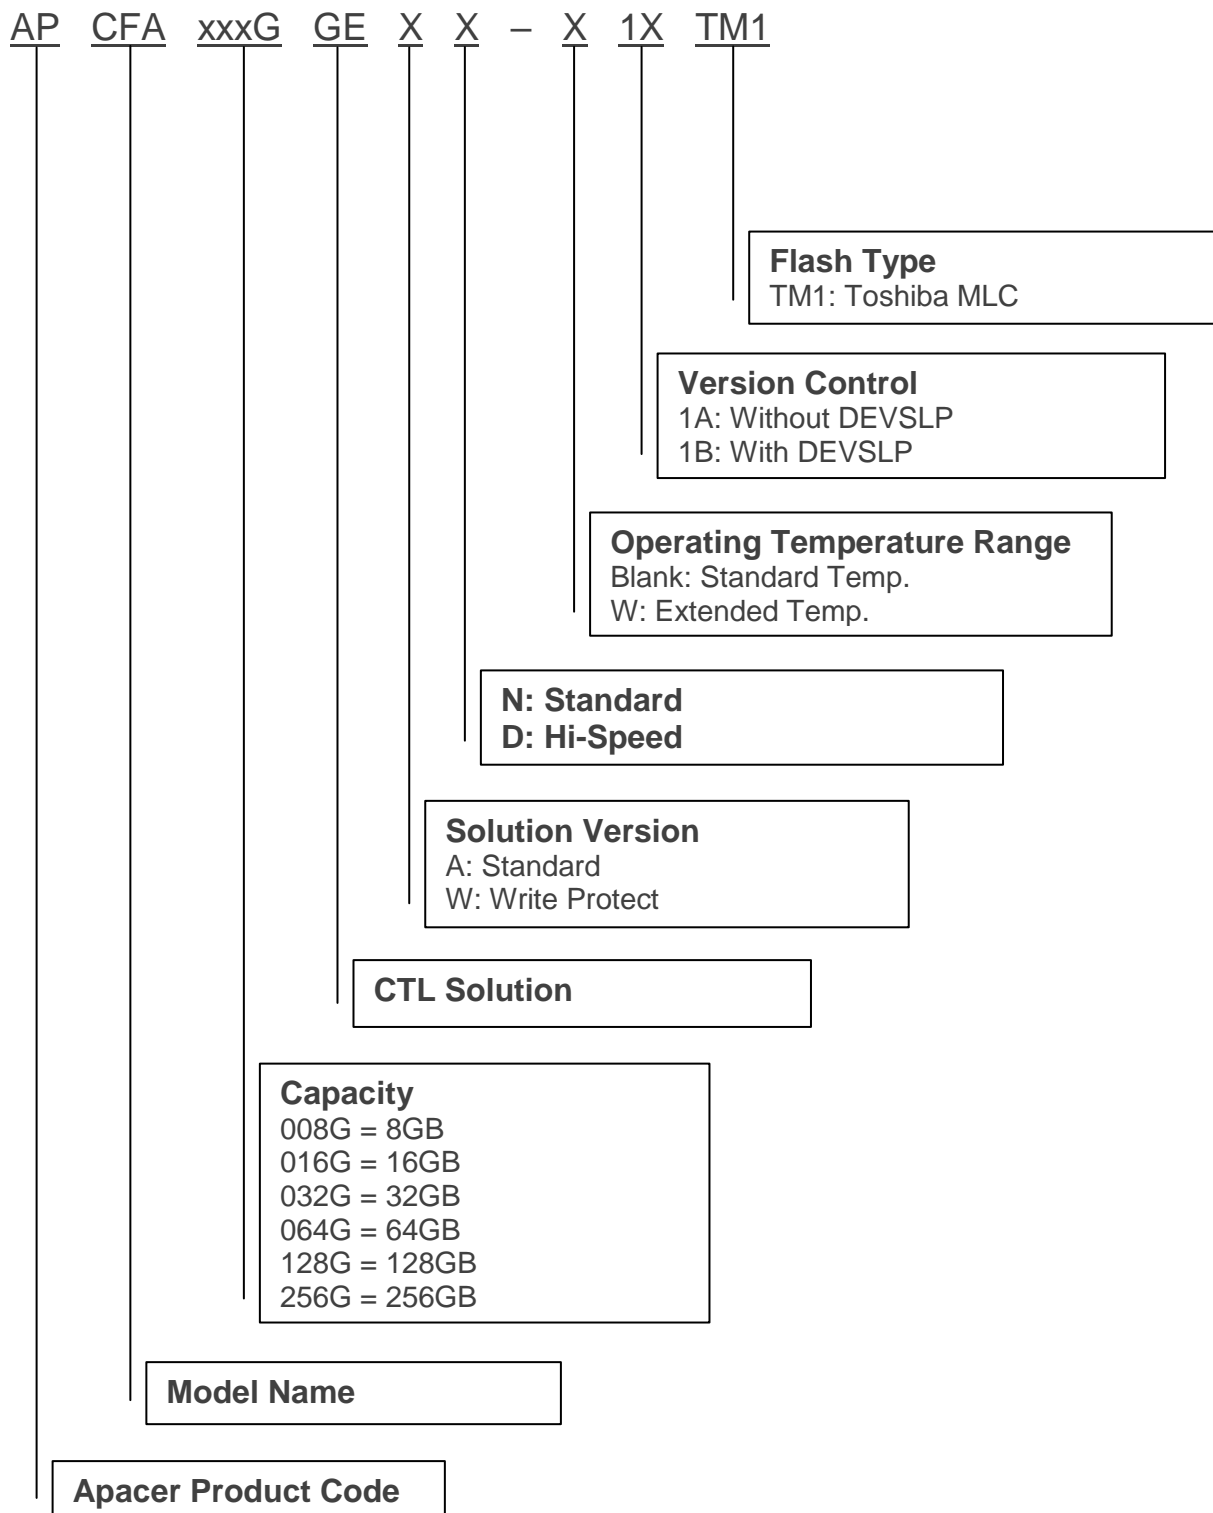 AP CFA xxxG GE X X – X 1X TM1
Flash Type
TM1: Toshiba MLC
Version Control
1A: Without DEVSLP
1B: With DEVSLP
Operating Temperature Range
Blank: Standard Temp.
W: Extended Temp.
N: Standard
D: Hi-Speed
Solution Version
A: Standard
W: Write Protect
CTL Solution
Capacity
008G = 8GB
016G = 16GB
032G = 32GB
064G = 64GB
128G = 128GB
256G = 256GB
Model Name
Apacer Product Code